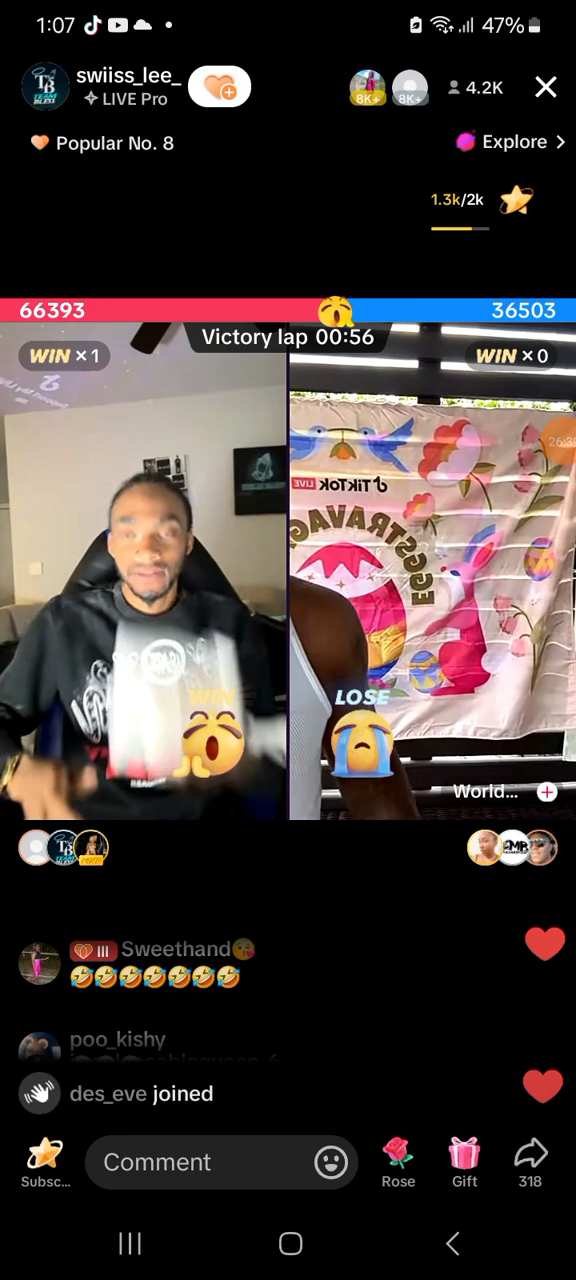 1:07
47%
swiiss_lee_
LIVE Pro
8K+
8K+
4.2K
Popular No. 8
Explore
1.3k/2k
66393
36503
Victory lap 00:56
WIN × 1
WIN × 0
TikTok LIVE
EGGSTRAVAG
WIN
LOSE
World...
III Sweethand😘
🤣🤣🤣🤣🤣🤣🤣
poo_kishy
des_eve joined
Comment
Subsc...
Rose
Gift
318